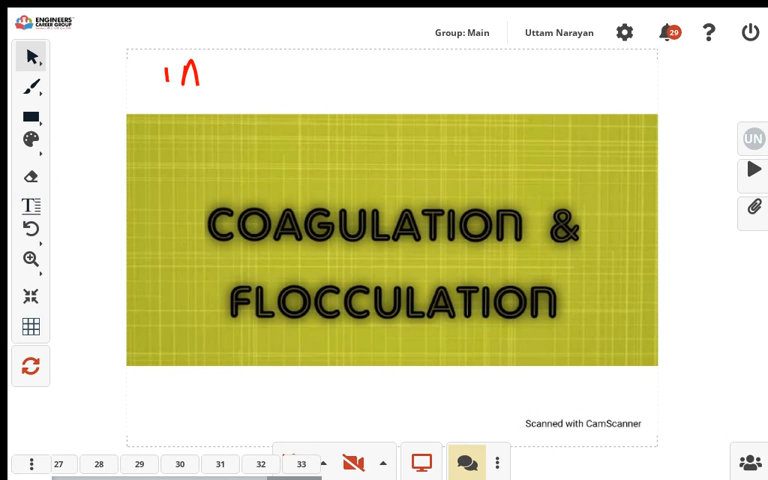 ENGINEERS
CAREER GROUP
Group: Main
Uttam Narayan
29
ın
COAGULATION &
FLOCCULATION
UN
T
Scanned with CamScanner
27 28 29 30 31 32 33
?